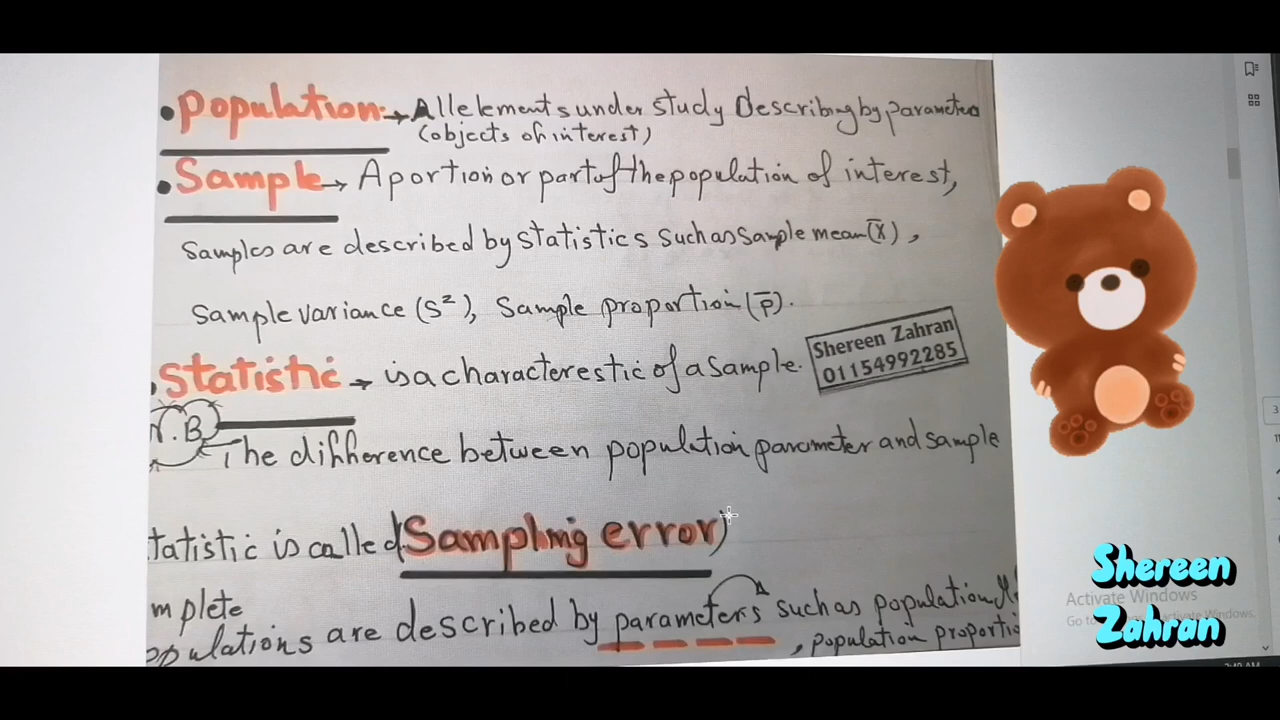 • Population: → All elements under study Describing by parameters
(objects of interest)
• Sample → A portion or part of the population of interest,
Samples are described by statistics such as Sample mean (x̄),
Sample variance (S²), Sample proportion (p̄).
Shereen Zahran
01154992285
• Statistic → is a characterestic of a Sample.
N.B
The difference between population parameter and sample
tatistic is called (Sampling error)
mplete
opulations are described by parameters such as population
, population proportio
Shereen
Zahran
Activate Windows